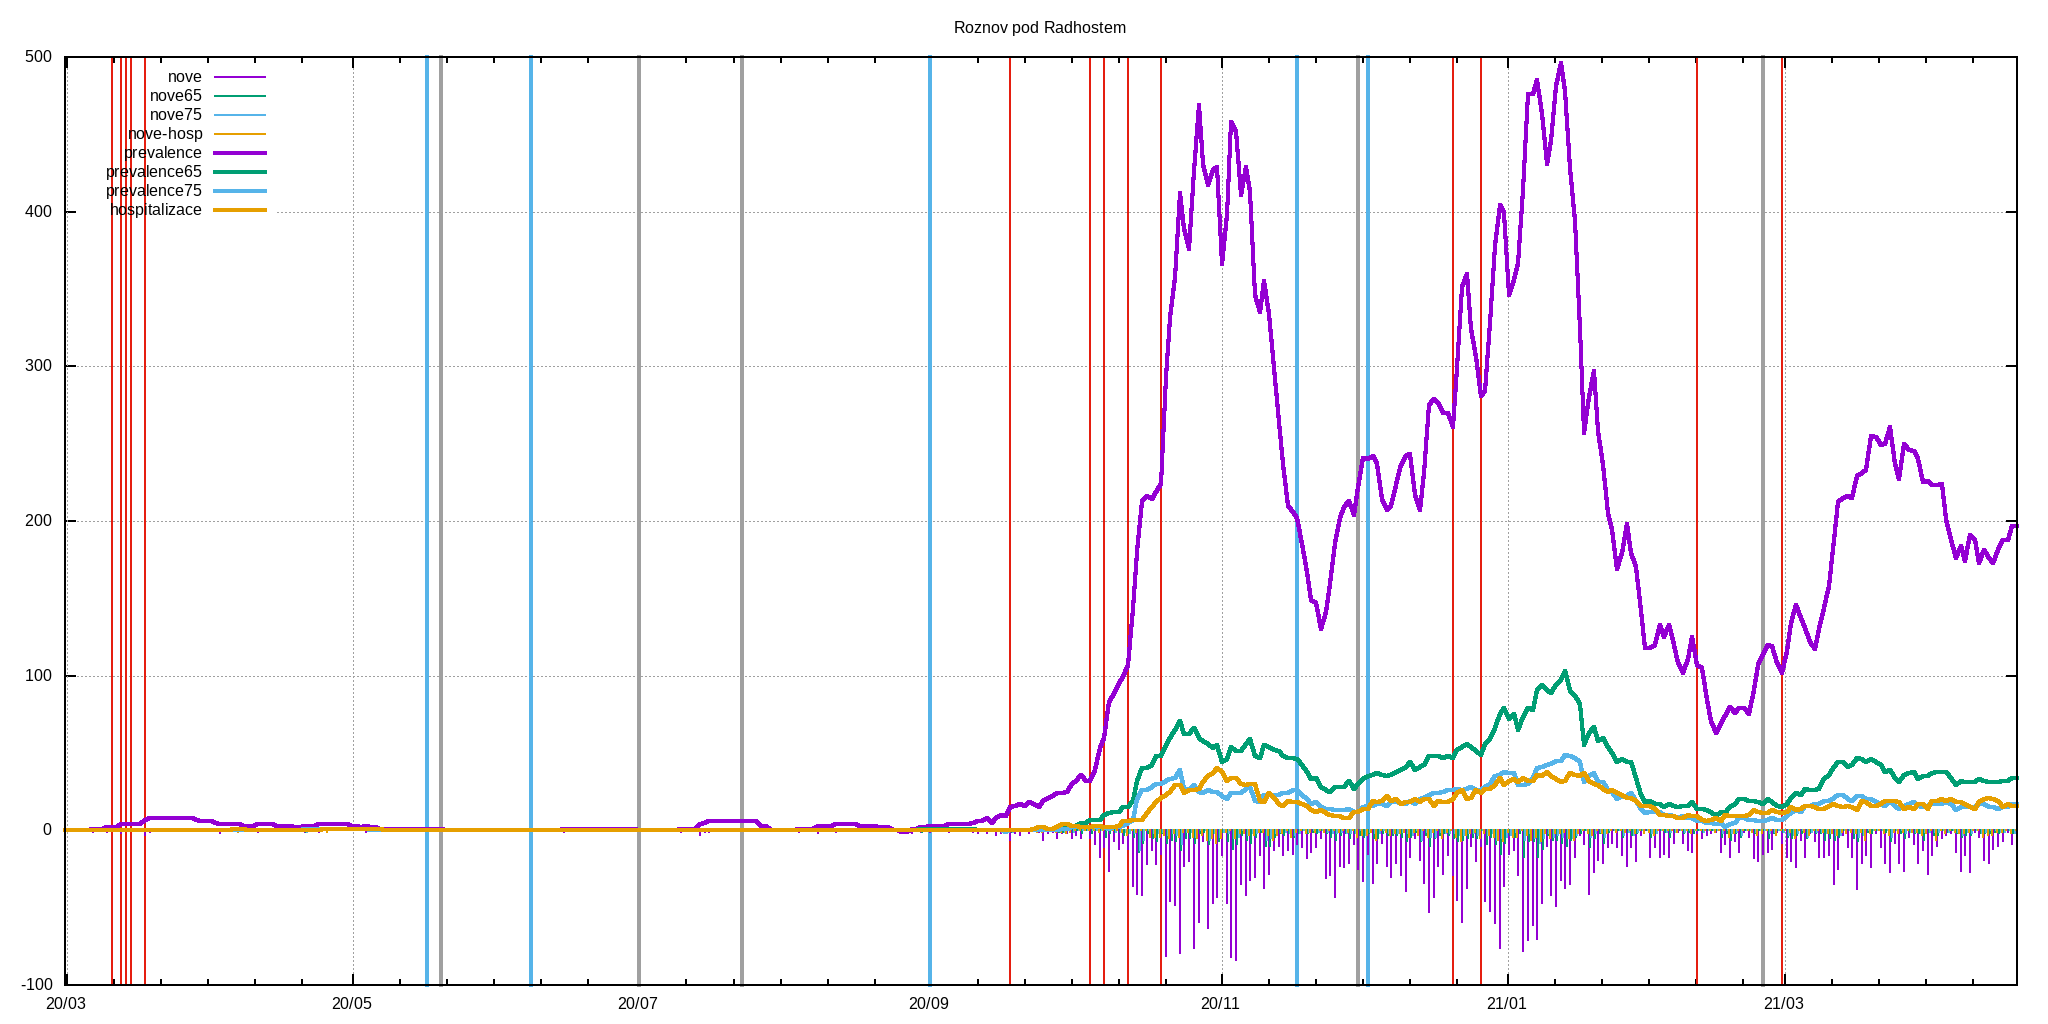 Roznov pod Radhostem
500
nove
nove65
nove75
nove-hosp
prevalence
prevalence65
prevalence75
hospitalizace
400
300
200
100
0
-100
20/03 20/05 20/07 20/09 20/11 21/01 21/03